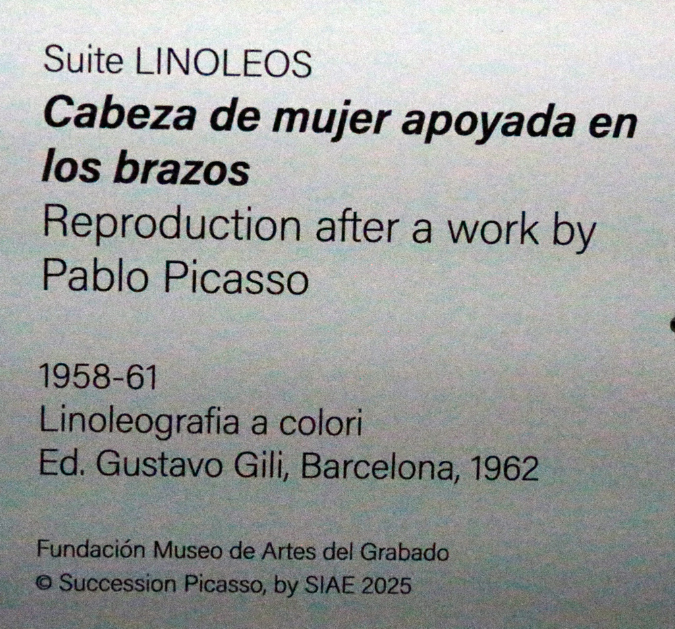 Suite LINOLEOS
Cabeza de mujer apoyada en
los brazos
Reproduction after a work by
Pablo Picasso
1958-61
Linoleografia a colori
Ed. Gustavo Gili, Barcelona, 1962
Fundación Museo de Artes del Grabado
© Succession Picasso, by SIAE 2025